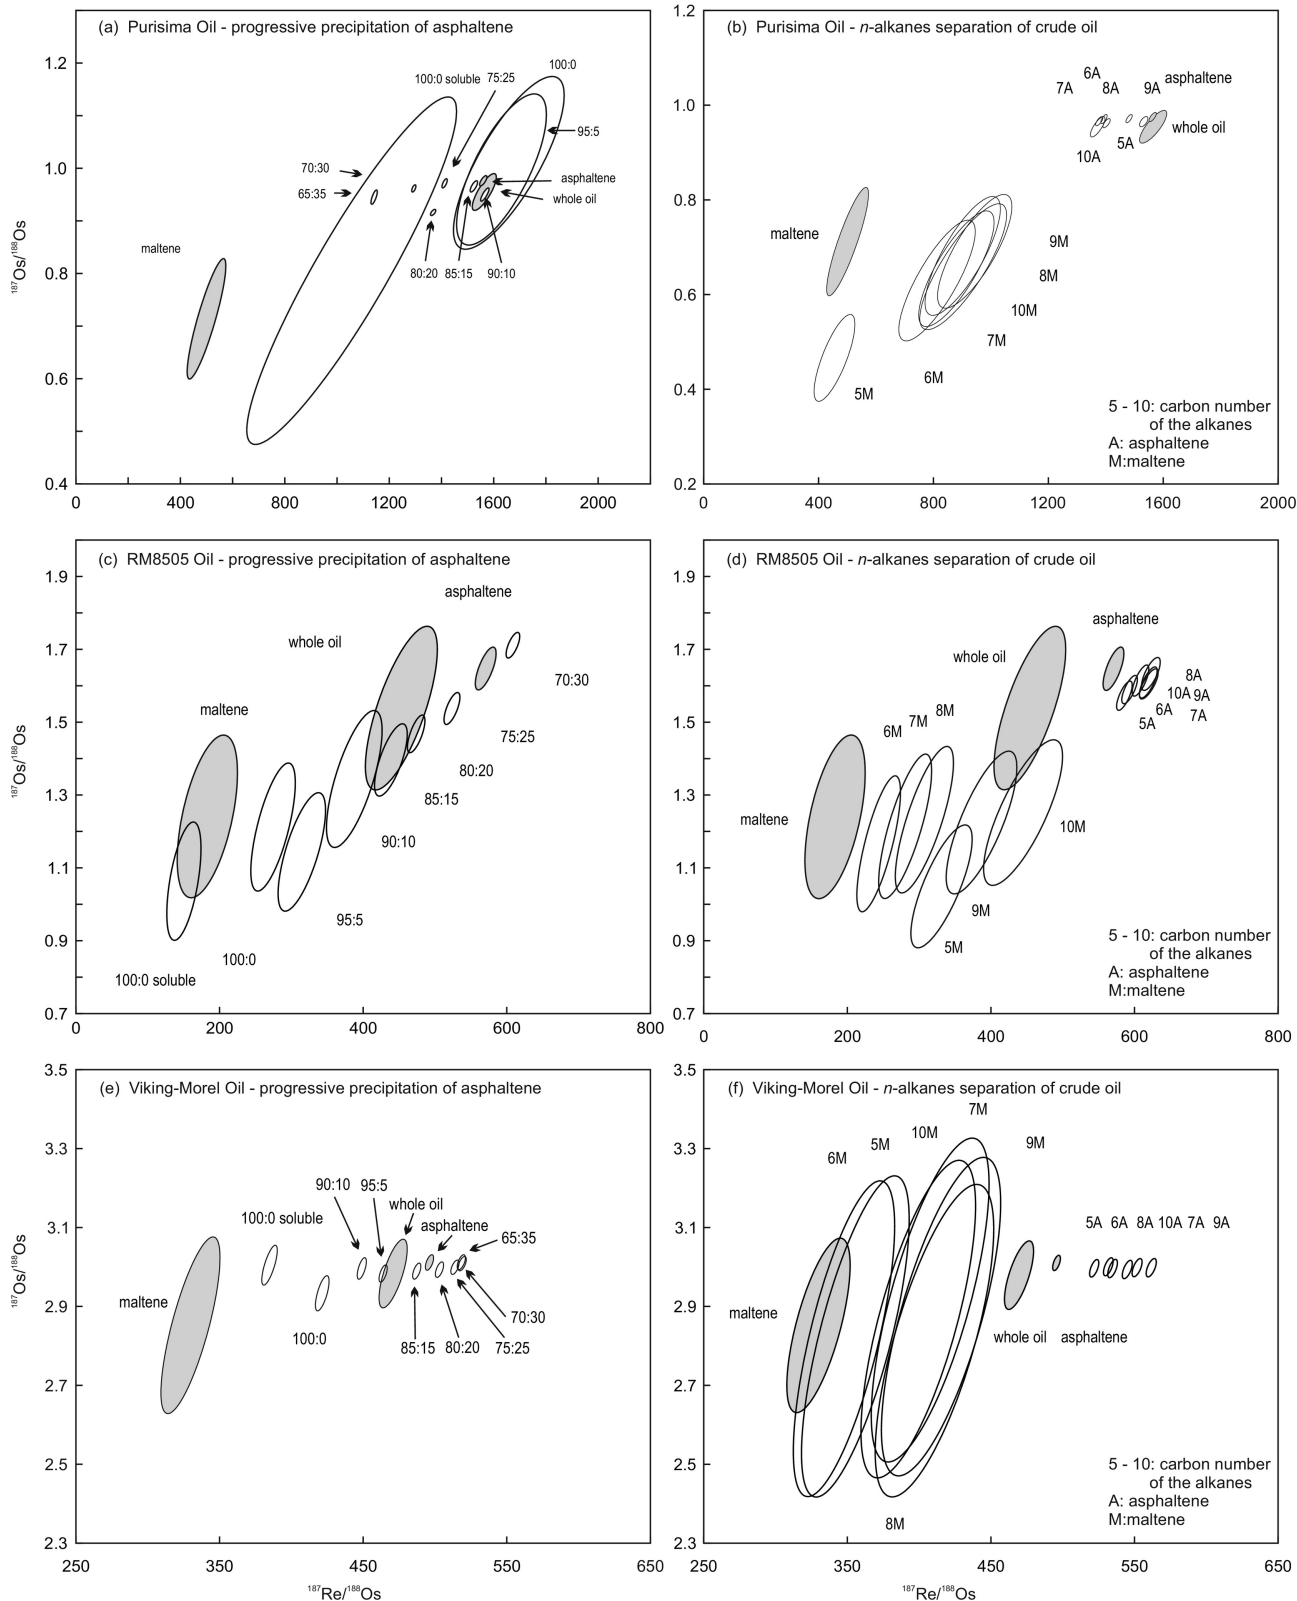 (a) Purisima Oil - progressive precipitation of asphaltene
1.2
1.0
0.8
0.6
0.4
187Os/188Os
100:0 soluble
75:25
100:0
95:5
70:30
65:35
asphaltene
whole oil
maltene
80:20
85:15
90:10
0
400
800
1200
1600
2000
(b) Purisima Oil - n-alkanes separation of crude oil
1.2
1.0
0.8
0.6
0.4
0.2
6A
7A
8A
9A
asphaltene
whole oil
5A
10A
maltene
9M
8M
10M
7M
6M
5M
5 - 10: carbon number
of the alkanes
A: asphaltene
M:maltene
0
400
800
1200
1600
2000
(c) RM8505 Oil - progressive precipitation of asphaltene
1.9
1.7
1.5
1.3
1.1
0.9
0.7
187Os/188Os
asphaltene
whole oil
70:30
maltene
75:25
80:20
85:15
90:10
95:5
100:0
100:0 soluble
0
200
400
600
800
(d) RM8505 Oil - n-alkanes separation of crude oil
1.9
1.7
1.5
1.3
1.1
0.9
0.7
asphaltene
whole oil
8A
10A
9A
6A
7A
5A
8M
7M
6M
maltene
10M
9M
5M
5 - 10: carbon number
of the alkanes
A: asphaltene
M:maltene
0
200
400
600
800
(e) Viking-Morel Oil - progressive precipitation of asphaltene
3.5
3.3
3.1
2.9
2.7
2.5
2.3
187Os/188Os
90:10
95:5
whole oil
100:0 soluble
asphaltene
65:35
maltene
100:0
70:30
85:15
80:20
75:25
250
350
450
550
650
187Re/188Os
(f) Viking-Morel Oil - n-alkanes separation of crude oil
3.5
3.3
3.1
2.9
2.7
2.5
2.3
7M
10M
5M
9M
6M
5A 6A 8A 10A 7A 9A
maltene
whole oil
asphaltene
8M
5 - 10: carbon number
of the alkanes
A: asphaltene
M:maltene
250
350
450
550
650
187Re/188Os